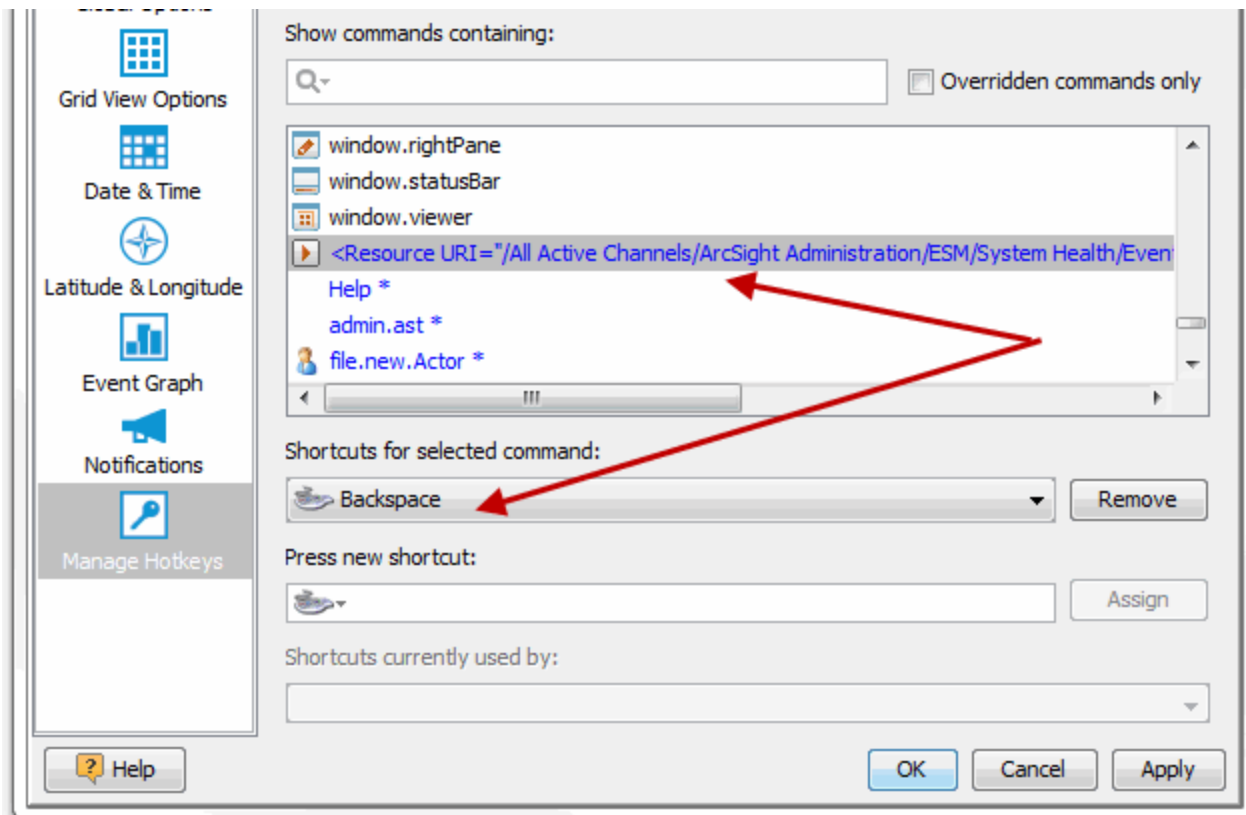 Global Options
Grid View Options
Date & Time
Latitude & Longitude
Event Graph
Notifications
Manage Hotkeys
Show commands containing:
Overridden commands only
window.rightPane
window.statusBar
window.viewer
<Resource URI="/All Active Channels/ArcSight Administration/ESM/System Health/Even
Help *
admin.ast *
file.new.Actor *
Shortcuts for selected command:
Backspace
Remove
Press new shortcut:
Assign
Shortcuts currently used by:
Help
OK
Cancel
Apply